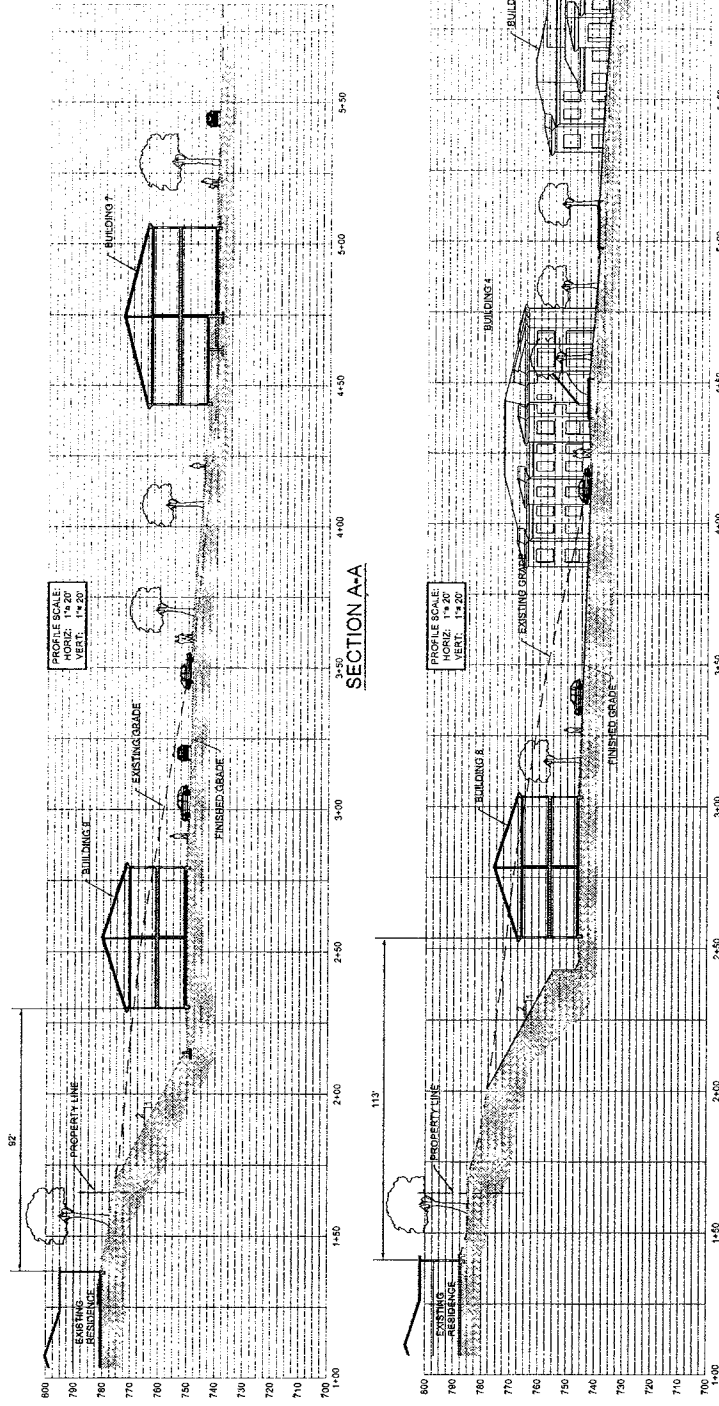 PROFILE SCALE:
HORIZ: 1"= 20'
VERT: 1"= 20'
92'
EXISTING
RESIDENCE
PROPERTY LINE
2
1
BUILDING 9
EXISTING GRADE
FINISHED GRADE
BUILDING 7
800
790
780
770
760
750
740
730
720
710
700
1+00
1+50
2+00
2+50
3+00
3+50
4+00
4+50
5+00
5+50
SECTION A-A
PROFILE SCALE:
HORIZ: 1"= 20'
VERT: 1"= 20'
113'
EXISTING
RESIDENCE
PROPERTY LINE
2
1
BUILDING 8
EXISTING GRADE
FINISHED GRADE
BUILDING 4
BUILD
800
790
780
770
760
750
740
730
720
710
700
1+00
1+50
2+00
2+50
3+00
3+50
4+00
4+50
5+00